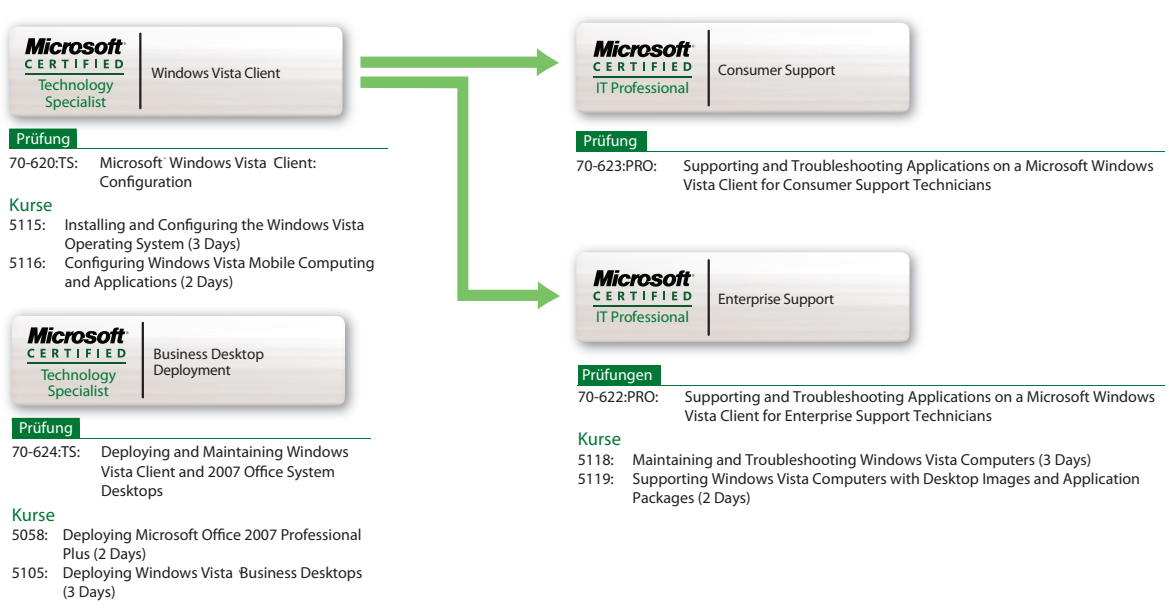 Microsoft
CERTIFIED
Technology
Specialist
Windows Vista Client
Prüfung
70-620:TS: Microsoft Windows Vista Client:
Configuration
Kurse
5115: Installing and Configuring the Windows Vista
Operating System (3 Days)
5116: Configuring Windows Vista Mobile Computing
and Applications (2 Days)
Microsoft
CERTIFIED
Technology
Specialist
Business Desktop
Deployment
Prüfung
70-624:TS: Deploying and Maintaining Windows
Vista Client and 2007 Office System
Desktops
Kurse
5058: Deploying Microsoft Office 2007 Professional
Plus (2 Days)
5105: Deploying Windows Vista Business Desktops
(3 Days)
Microsoft
CERTIFIED
IT Professional
Consumer Support
Prüfung
70-623:PRO: Supporting and Troubleshooting Applications on a Microsoft Windows
Vista Client for Consumer Support Technicians
Microsoft
CERTIFIED
IT Professional
Enterprise Support
Prüfungen
70-622:PRO: Supporting and Troubleshooting Applications on a Microsoft Windows
Vista Client for Enterprise Support Technicians
Kurse
5118: Maintaining and Troubleshooting Windows Vista Computers (3 Days)
5119: Supporting Windows Vista Computers with Desktop Images and Application
Packages (2 Days)